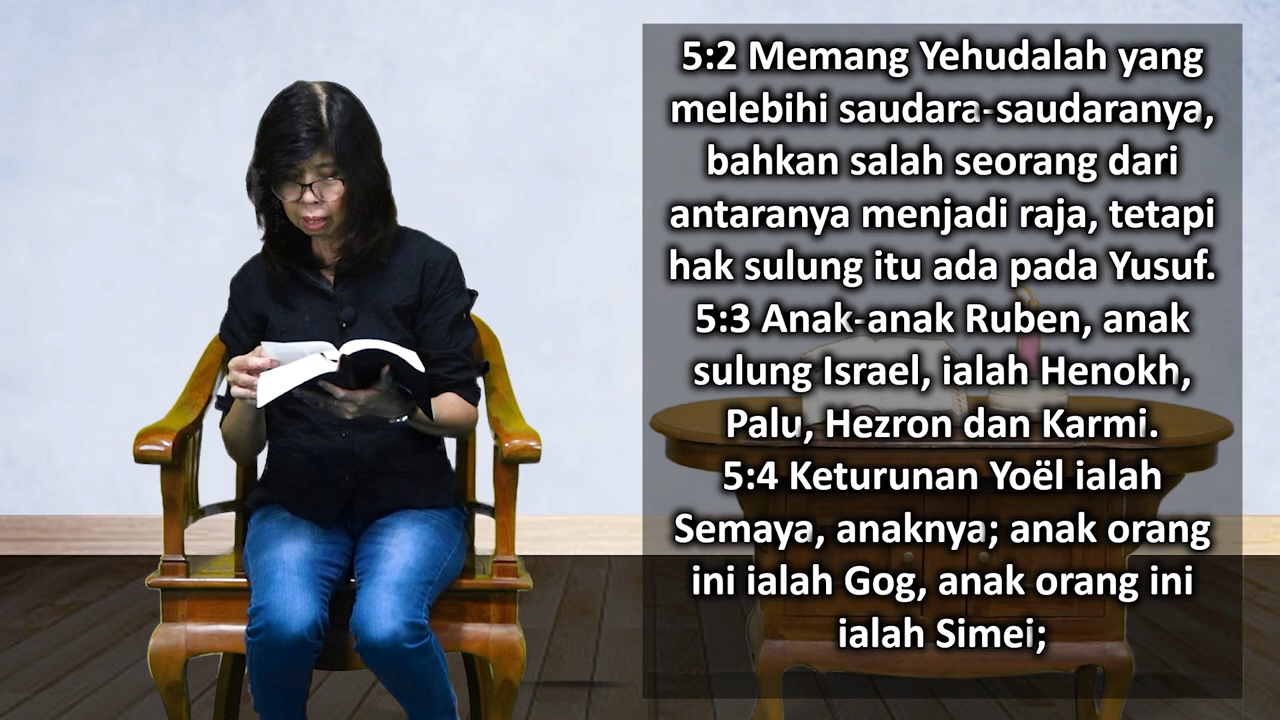 5:2 Memang Yehudalah yang
melebihi saudara-saudaranya,
bahkan salah seorang dari
antaranya menjadi raja, tetapi
hak sulung itu ada pada Yusuf.
5:3 Anak-anak Ruben, anak
sulung Israel, ialah Henokh,
Palu, Hezron dan Karmi.
5:4 Keturunan Yoël ialah
Semaya, anaknya; anak orang
ini ialah Gog, anak orang ini
ialah Simei;